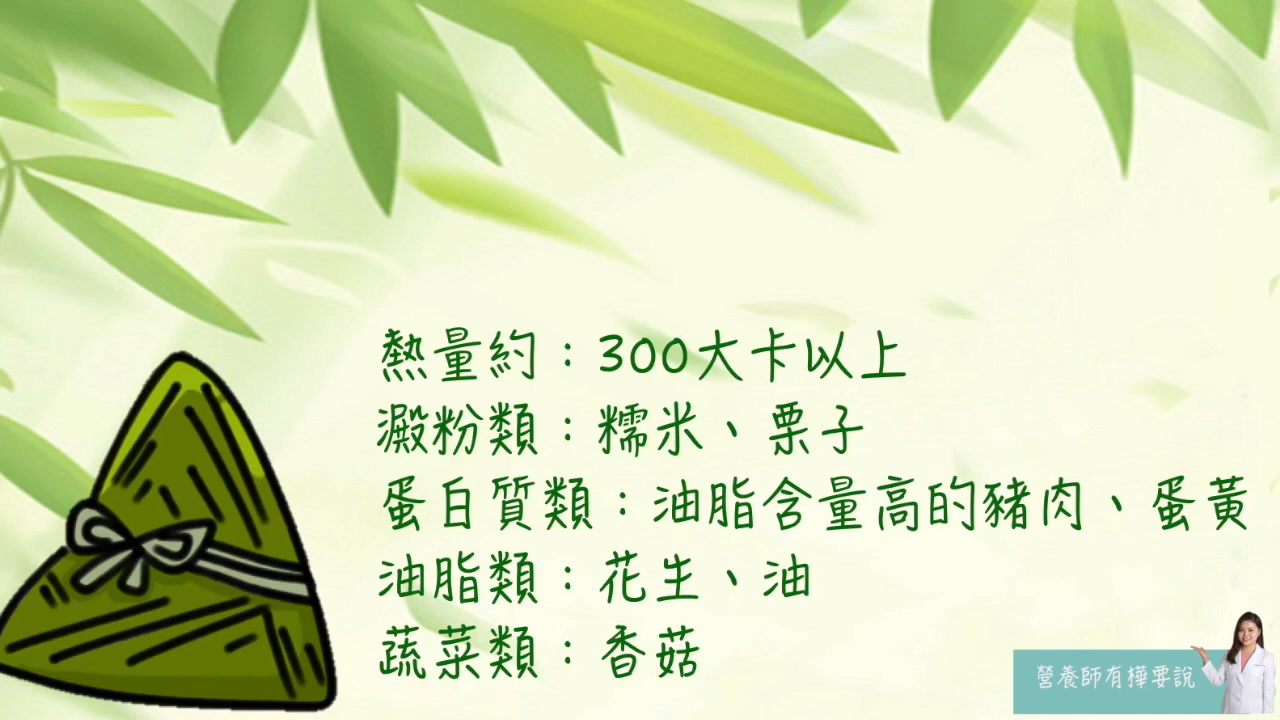 熱量約：300大卡以上
澱粉類：糯米、栗子
蛋白質類：油脂含量高的豬肉、蛋黃
油脂類：花生、油
蔬菜類：香菇
營養師有樺要說